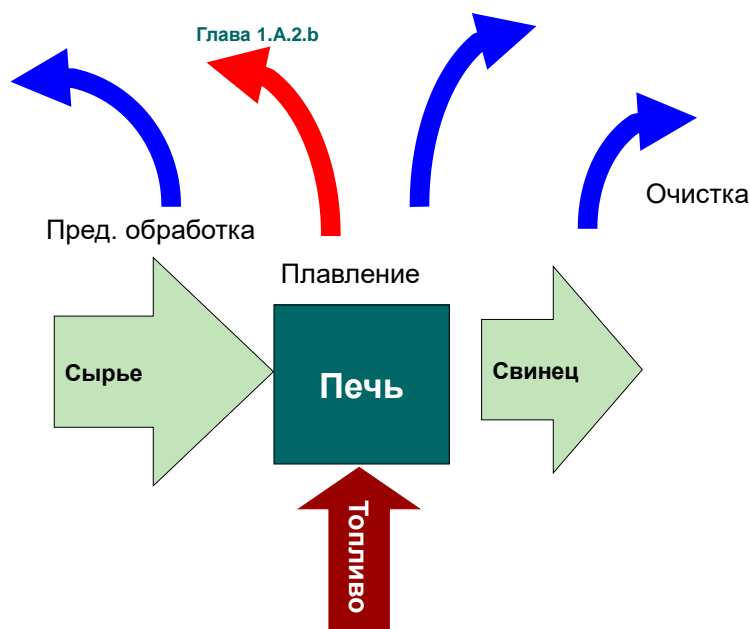 Глава 1.A.2.b
Очистка
Пред. обработка
Плавление
Сырье
Печь
Свинец
Топливо